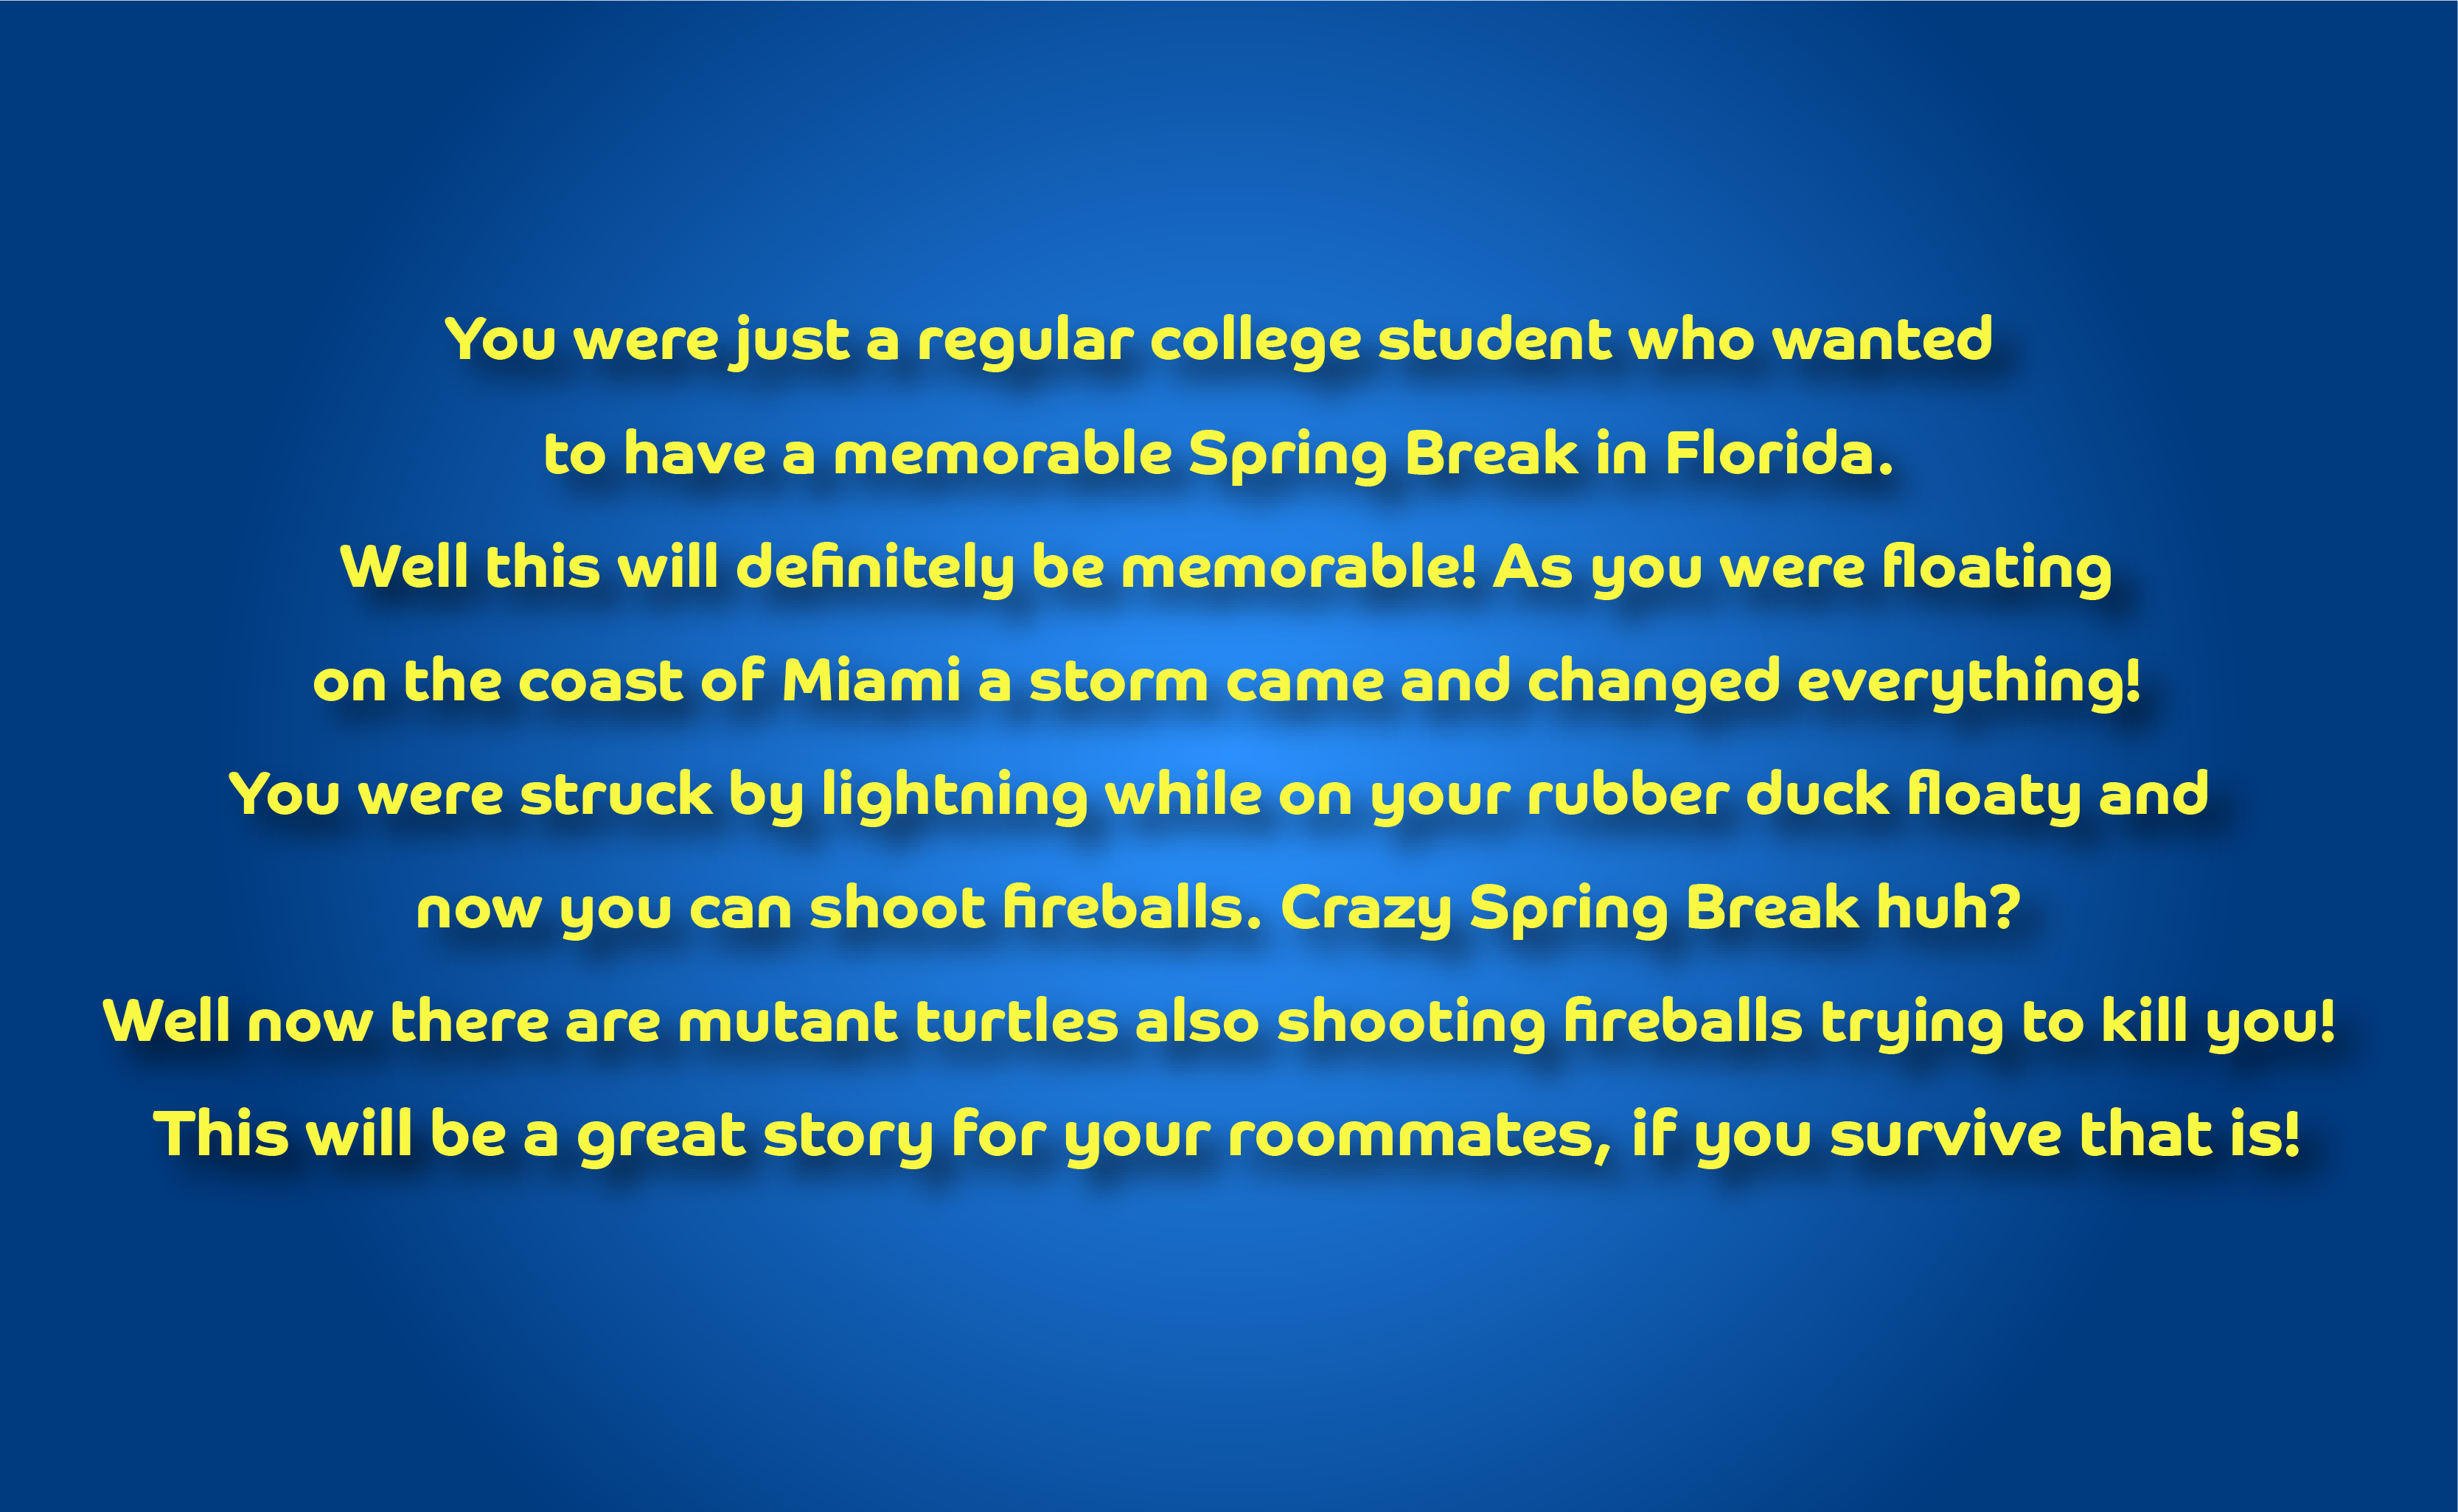 You were just a regular college student who wanted
to have a memorable Spring Break in Florida.
Well this will definitely be memorable! As you were floating
on the coast of Miami a storm came and changed everything!
You were struck by lightning while on your rubber duck floaty and
now you can shoot fireballs. Crazy Spring Break huh?
Well now there are mutant turtles also shooting fireballs trying to kill you!
This will be a great story for your roommates, if you survive that is!